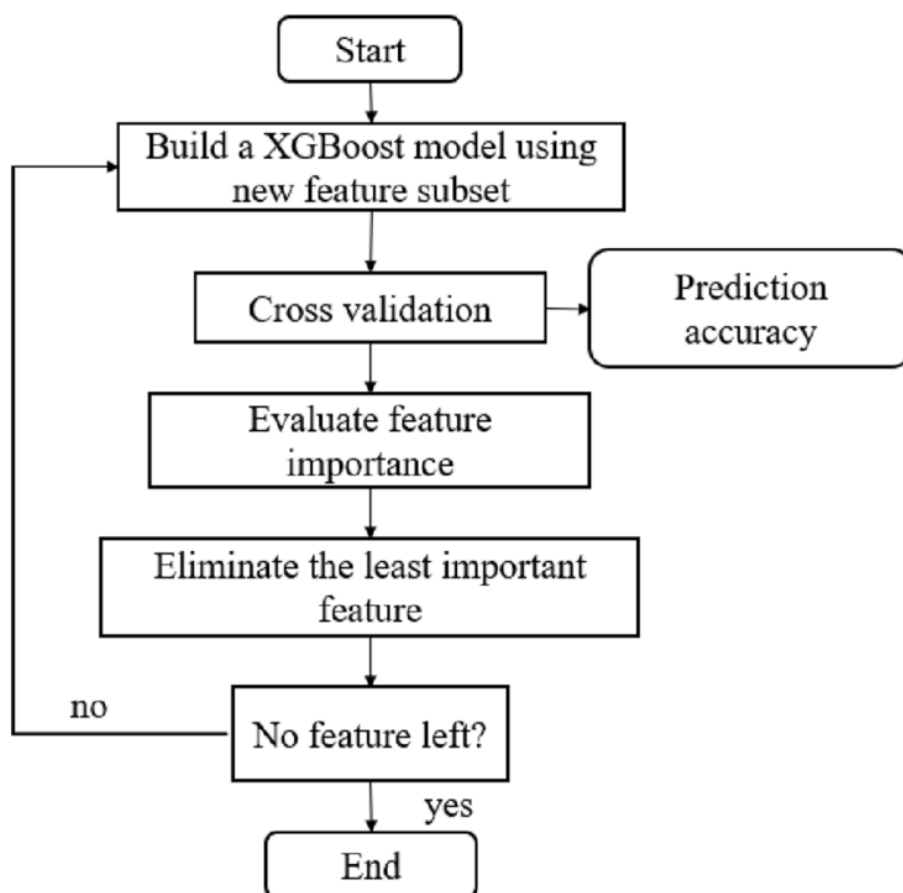 Start
Build a XGBoost model using
new feature subset
Cross validation
Prediction
accuracy
Evaluate feature
importance
Eliminate the least important
feature
no
No feature left?
yes
End